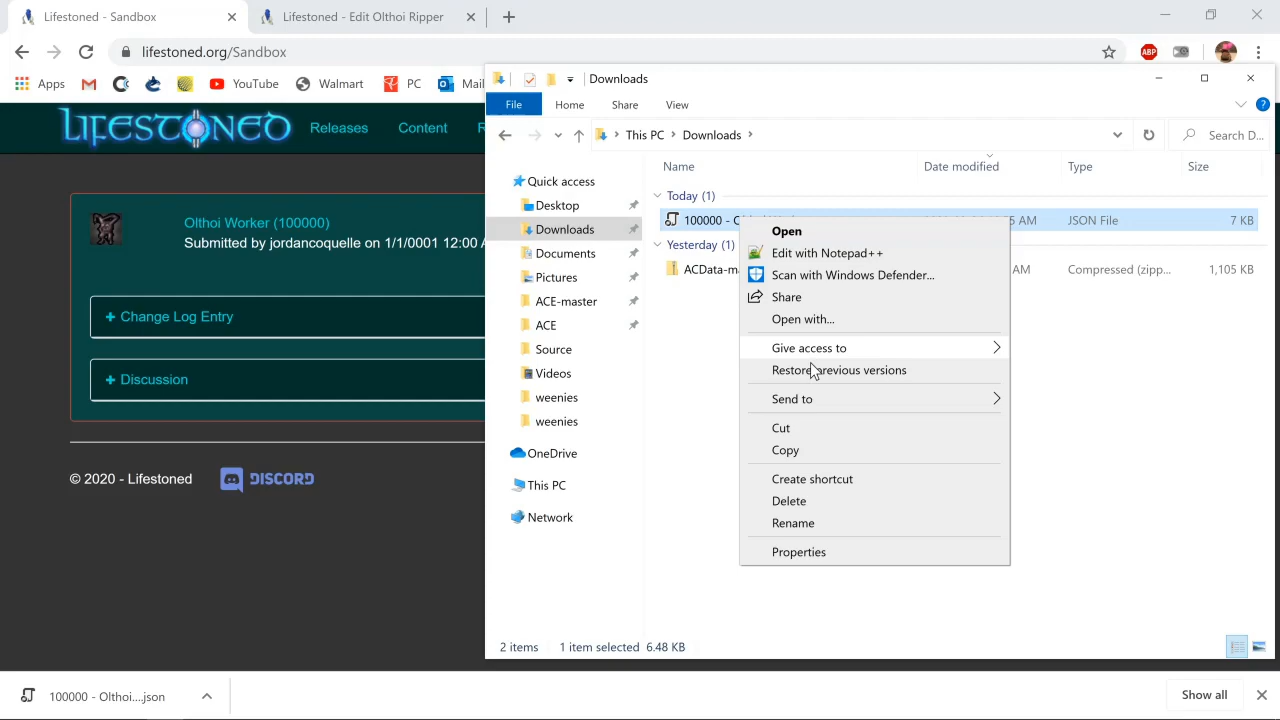 Lifestoned - Sandbox
Lifestoned - Edit Olthoi Ripper
lifestoned.org/Sandbox
ABP
Apps
YouTube
Walmart
PC
Mail
LIFESTONED
Releases
Content
R
Olthoi Worker (100000)
Submitted by jordancoquelle on 1/1/0001 12:00 A
+ Change Log Entry
+ Discussion
© 2020 - Lifestoned
DISCORD
Downloads
File
Home
Share
View
This PC
Downloads
Search D...
Quick access
Desktop
Downloads
Documents
Pictures
ACE-master
ACE
Source
Videos
weenies
weenies
OneDrive
This PC
Network
Name
Date modified
Type
Size
Today (1)
100000 -
AM
JSON File
7 KB
Yesterday (1)
ACData-m
AM
Compressed (zipp...
1,105 KB
Open
Edit with Notepad++
Scan with Windows Defender...
Share
Open with...
Give access to
Restore previous versions
Send to
Cut
Copy
Create shortcut
Delete
Rename
Properties
2 items
1 item selected 6.48 KB
100000 - Olthoi....json
Show all